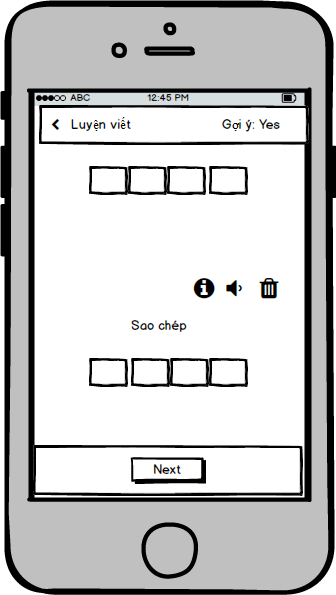 ABC 12:45 PM
Luyện viết Gợi ý: Yes
Sao chép
Next